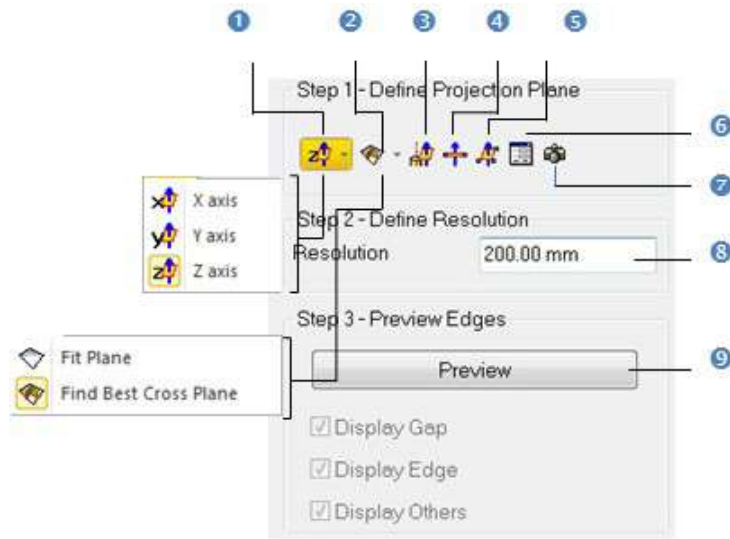 1 2 3 4 5
Step 1 - Define Projection Plane
6
7
X axis
Y axis
Z axis
Step 2 - Define Resolution
Resolution 200.00 mm 8
Step 3 - Preview Edges
Fit Plane
Find Best Cross Plane
Preview 9
Display Gap
Display Edge
Display Others